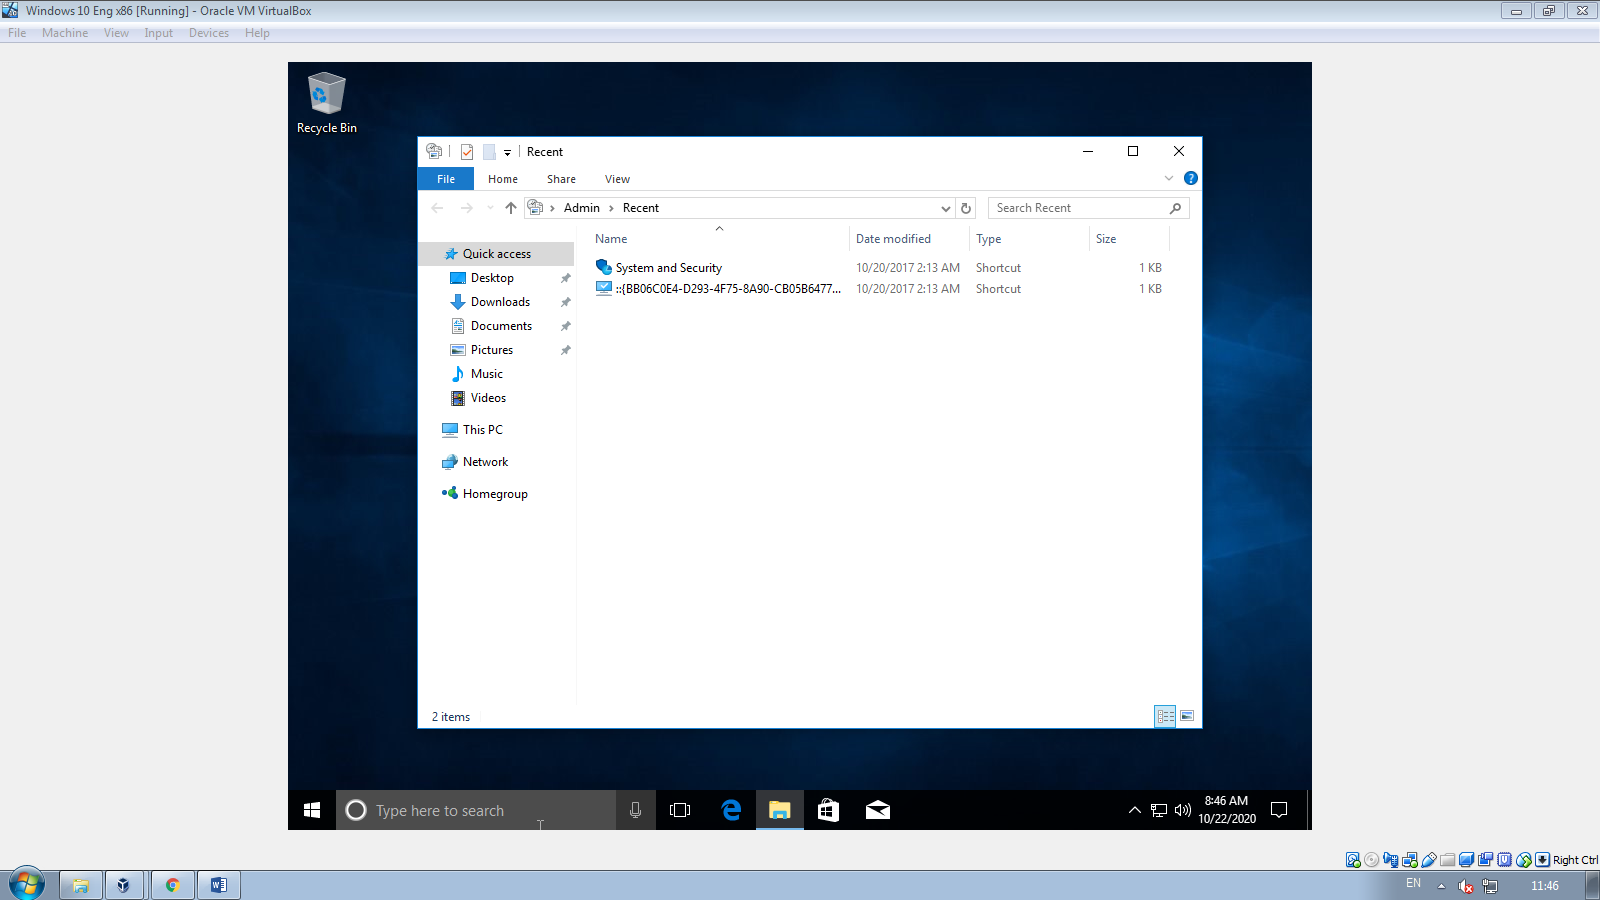 Windows 10 Eng x86 [Running] - Oracle VM VirtualBox
File Machine View Input Devices Help
Recycle Bin
Recent
File Home Share View
Admin Recent
Search Recent
Name Date modified Type Size
Quick access
Desktop
Downloads
Documents
Pictures
Music
Videos
This PC
Network
Homegroup
System and Security 10/20/2017 2:13 AM Shortcut 1 KB
::{BB06C0E4-D293-4F75-8A90-CB05B6477... 10/20/2017 2:13 AM Shortcut 1 KB
2 items
Type here to search
8:46 AM
10/22/2020
Right Ctrl
EN
11:46